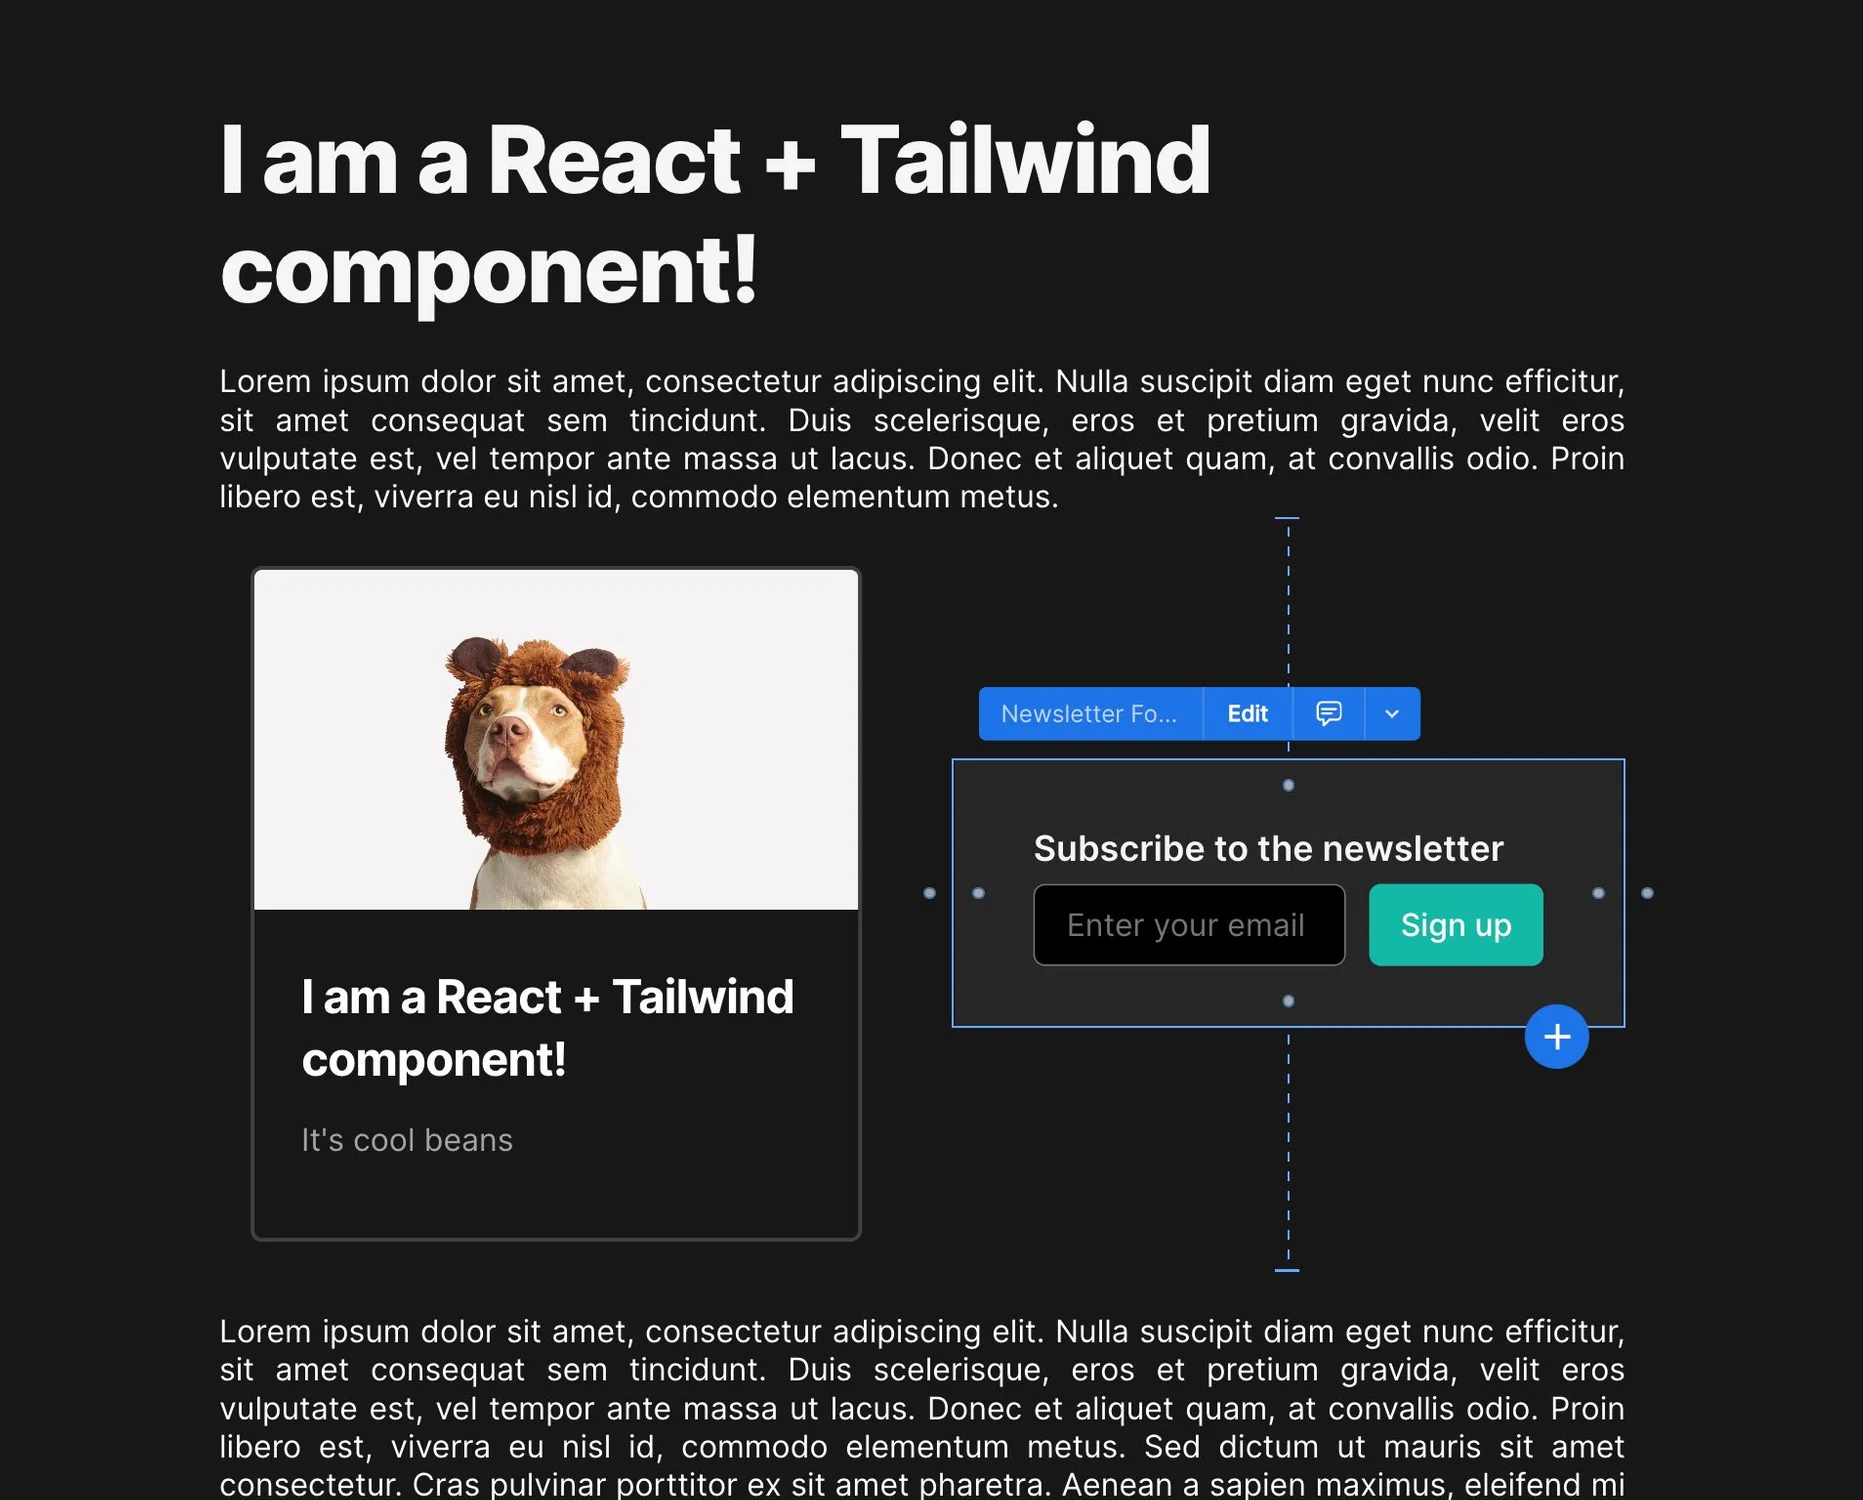 I am a React + Tailwind
component!
Lorem ipsum dolor sit amet, consectetur adipiscing elit. Nulla suscipit diam eget nunc efficitur,
sit amet consequat sem tincidunt. Duis scelerisque, eros et pretium gravida, velit eros
vulputate est, vel tempor ante massa ut lacus. Donec et aliquet quam, at convallis odio. Proin
libero est, viverra eu nisl id, commodo elementum metus.
I am a React + Tailwind
component!
It's cool beans
Newsletter Fo...
Edit
Subscribe to the newsletter
Enter your email
Sign up
Lorem ipsum dolor sit amet, consectetur adipiscing elit. Nulla suscipit diam eget nunc efficitur,
sit amet consequat sem tincidunt. Duis scelerisque, eros et pretium gravida, velit eros
vulputate est, vel tempor ante massa ut lacus. Donec et aliquet quam, at convallis odio. Proin
libero est, viverra eu nisl id, commodo elementum metus. Sed dictum ut mauris sit amet
consectetur. Cras pulvinar porttitor ex sit amet pharetra. Aenean a sapien maximus, eleifend mi